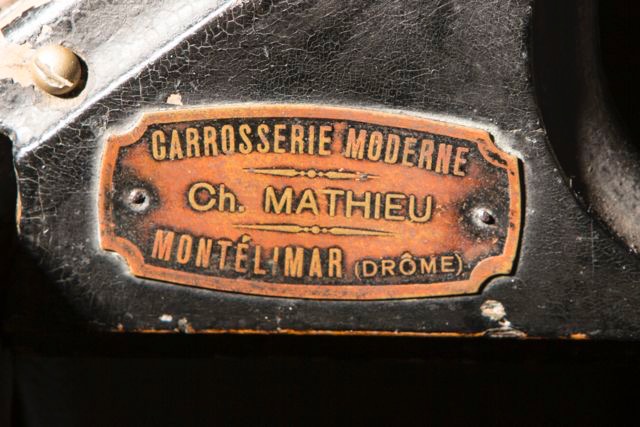 CARROSSERIE MODERNE
Ch. MATHIEU
MONTÉLIMAR (DRÔME)